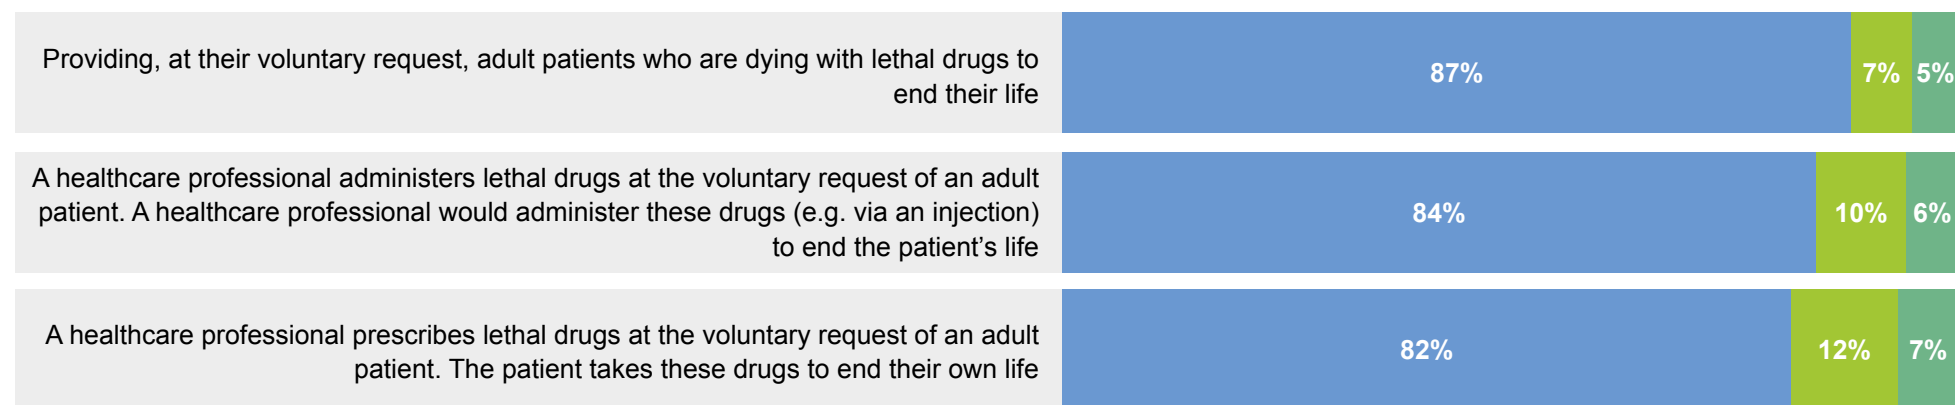 Providing, at their voluntary request, adult patients who are dying with lethal drugs to
end their life
87%
7%
5%
A healthcare professional administers lethal drugs at the voluntary request of an adult
patient. A healthcare professional would administer these drugs (e.g. via an injection)
to end the patient’s life
84%
10%
6%
A healthcare professional prescribes lethal drugs at the voluntary request of an adult
patient. The patient takes these drugs to end their own life
82%
12%
7%